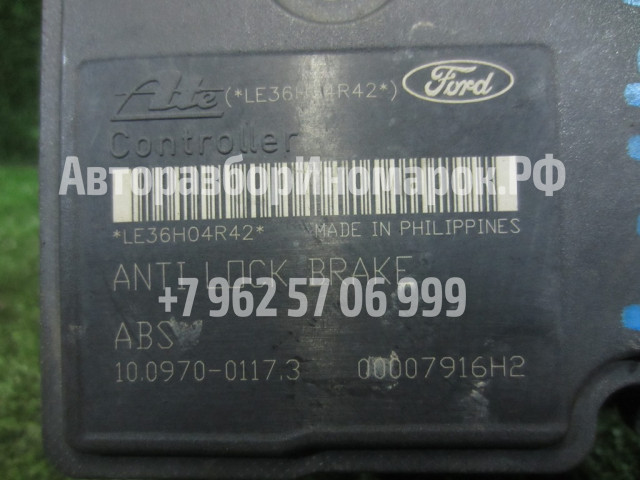 Ate (*LE36H04R42*) Ford
Controller
АвторазборИномарок.РФ
*LE36H04R42* MADE IN PHILIPPINES
ANTI LOCK BRAKE
+7 962 57 06 999
ABS
10.0970-0117.3 00007916H2